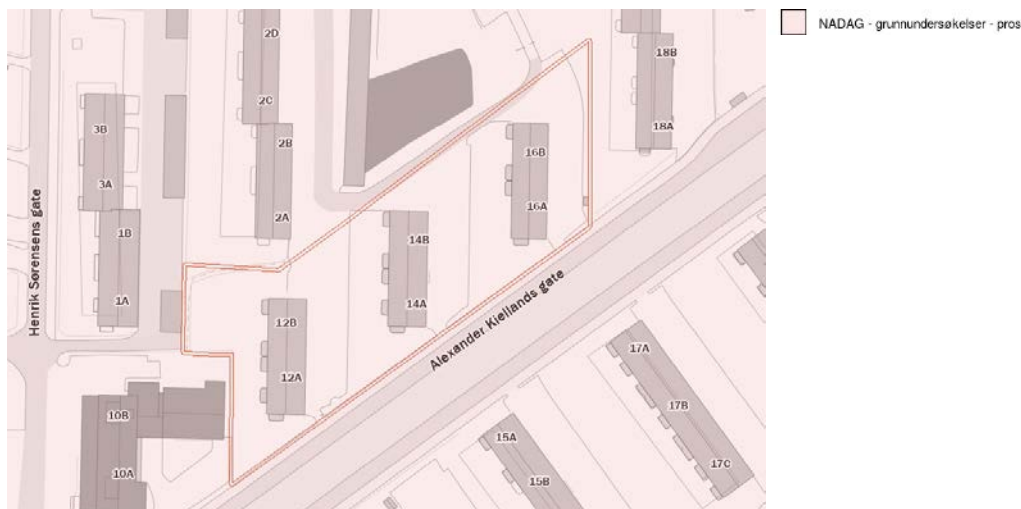 NADAG - grunnundersøkelser - pros
2D
18B
2C
3B
18A
2B
16B
3A
16A
2A
1B
14B
Henrik Sørensens gate
1A
14A
12B
Alexander Kiellands gate
12A
17A
17B
10B
15A
17C
10A
15B